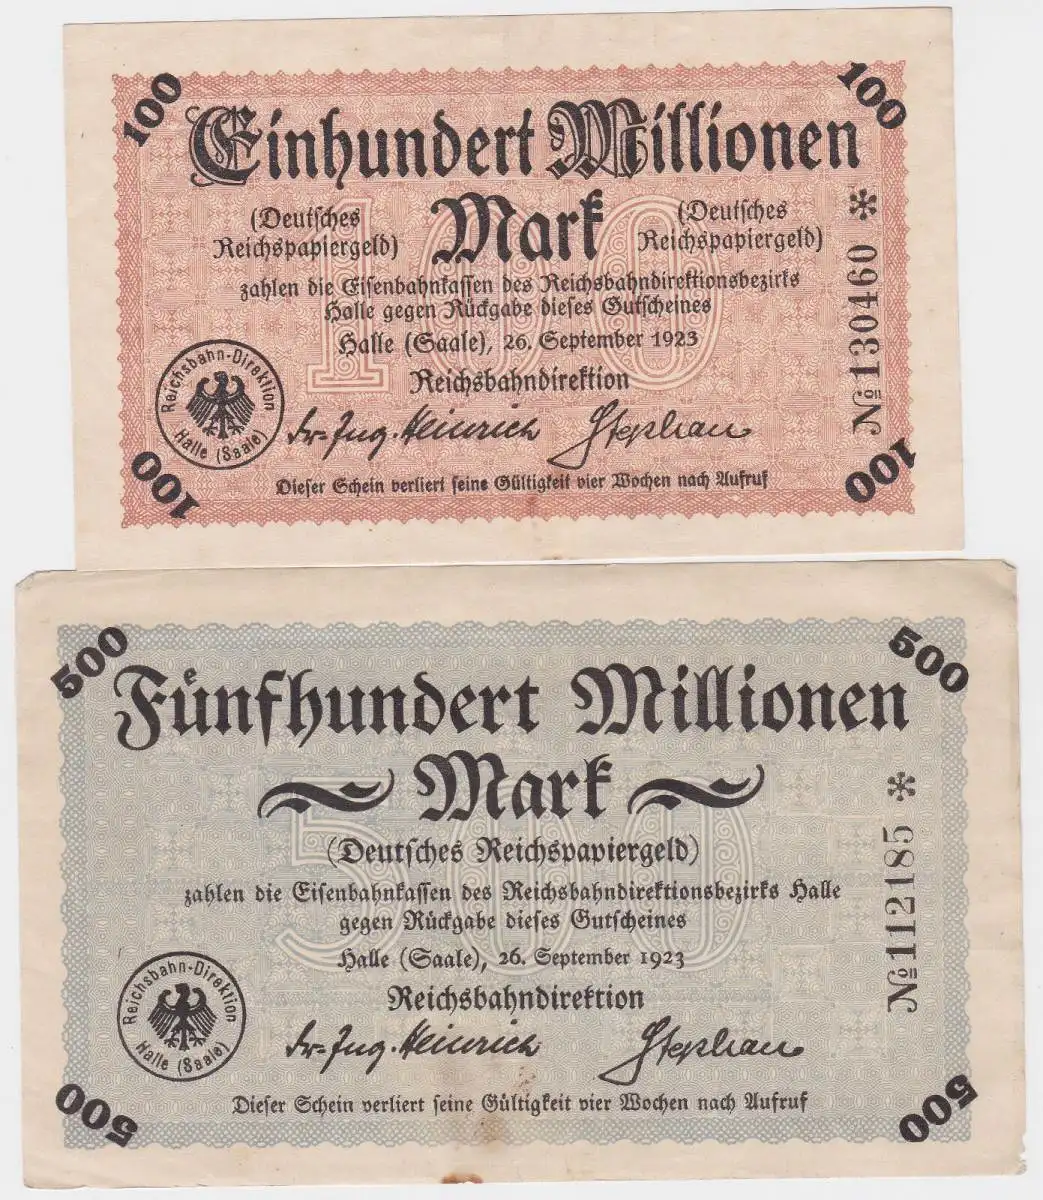 100
100
Einhundert Millionen
Mark
(Deutsches
Reichspapiergeld)
(Deutsches
Reichspapiergeld)
zahlen die Eisenbahnkassen des Reichsbahndirektionsbezirks
Halle gegen Rückgabe dieses Gutscheines
Halle (Saale), 26. September 1923
Reichsbahndirektion
Reichsbahn-Direktion
Halle (Saale)
Dr=Ing. Heinrich
Stephan
Dieser Schein verliert seine Gültigkeit vier Wochen nach Aufruf
№ 130460 *
100
100
100
500
500
Fünfhundert Millionen
Mark
(Deutsches Reichspapiergeld)
zahlen die Eisenbahnkassen des Reichsbahndirektionsbezirks Halle
gegen Rückgabe dieses Gutscheines
Halle (Saale), 26. September 1923
Reichsbahndirektion
Reichsbahn-Direktion
Halle (Saale)
Dr=Ing. Heinrich
Stephan
Dieser Schein verliert seine Gültigkeit vier Wochen nach Aufruf
№ 112185 *
500
500
500